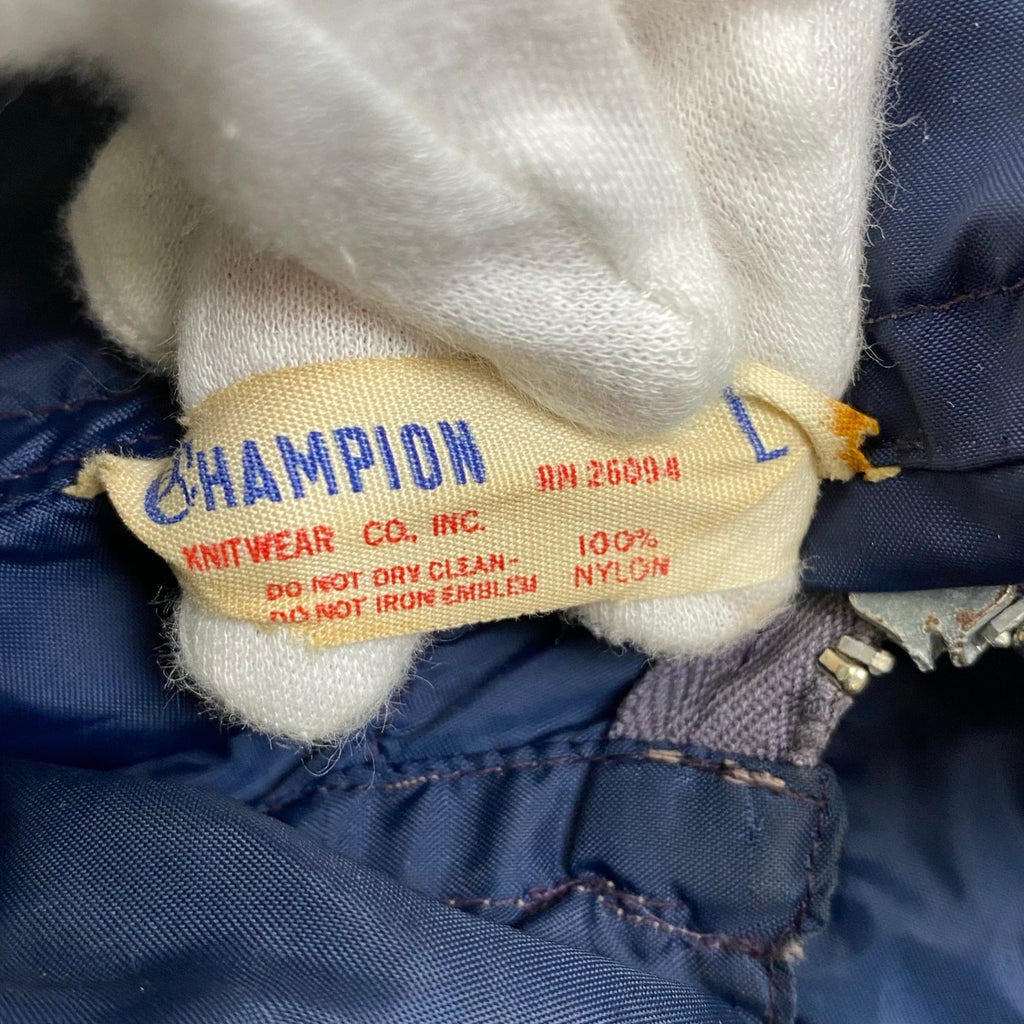 CHAMPION L
RN 26094
KNITWEAR CO., INC.
DO NOT DRY CLEAN-
DO NOT IRON EMBLEM
100%
NYLON